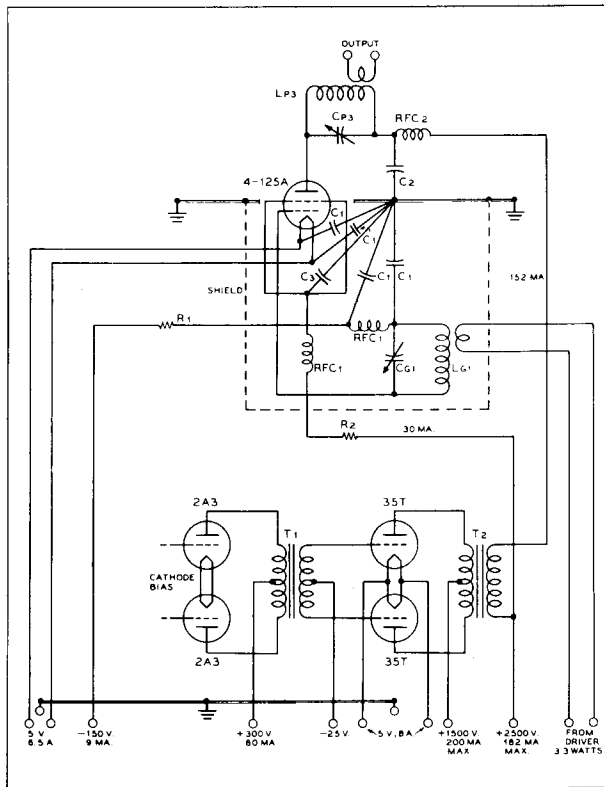 OUTPUT
LP3
CP3
RFC2
4-125A
C2
C1
C1
C3
C1
C1
SHIELD
152 MA
R1
RFC1
RFC1
CG1
LG1
R2
30 MA.
2A3
35T
T1
T2
CATHODE
BIAS
2A3
35T
5 V
6.5 A
-150 V.
9 MA.
+300 V.
80 MA
-25 V.
5 V, 8 A
+1500 V.
200 MA
MAX
+2500 V.
182 MA
MAX.
FROM
DRIVER
3.3 WATTS